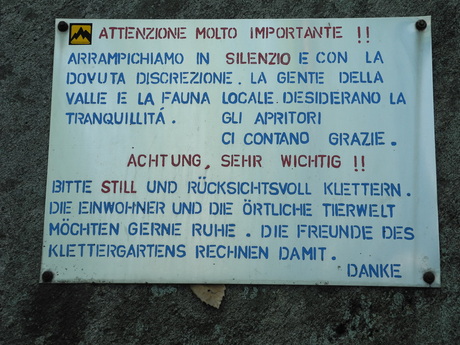 ATTENZIONE MOLTO IMPORTANTE !!
ARRAMPICHIAMO IN SILENZIO E CON LA
DOVUTA DISCREZIONE. LA GENTE DELLA
VALLE E LA FAUNA LOCALE DESIDERANO LA
TRANQUILLITÁ. GLI APRITORI
CI CONTANO GRAZIE.
ACHTUNG, SEHR WICHTIG !!
BITTE STILL UND RÜCKSICHTSVOLL KLETTERN.
DIE EINWOHNER UND DIE ÖRTLICHE TIERWELT
MÖCHTEN GERNE RUHE. DIE FREUNDE DES
KLETTERGARTENS RECHNEN DAMIT.
DANKE